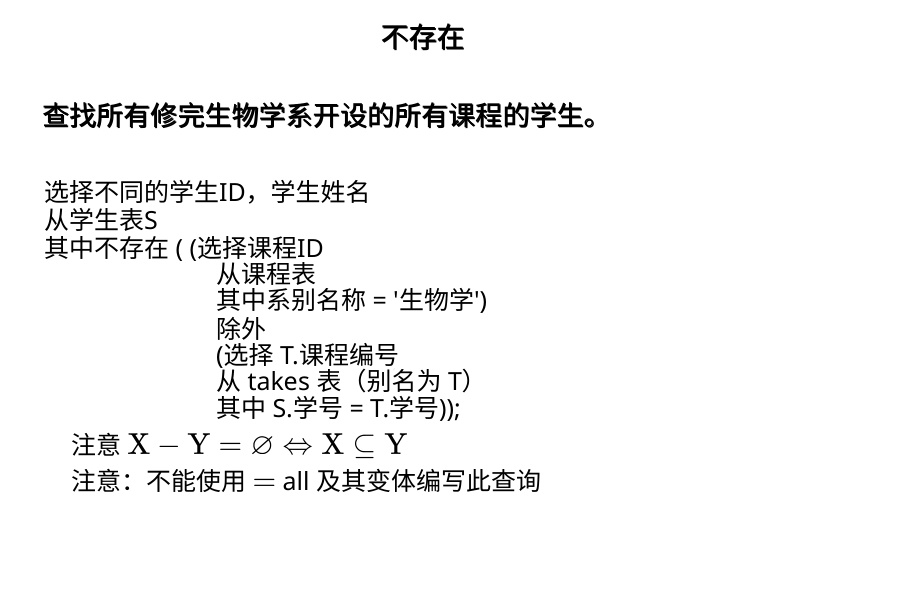 不存在
查找所有修完生物学系开设的所有课程的学生。
选择不同的学生ID，学生姓名
从学生表S
其中不存在 ( (选择课程ID
从课程表
其中系别名称 = '生物学')
除外
(选择 T.课程编号
从 takes 表（别名为 T）
其中 S.学号 = T.学号));
注意 X − Y = ∅ ⇔ X ⊆ Y
注意：不能使用 = all 及其变体编写此查询